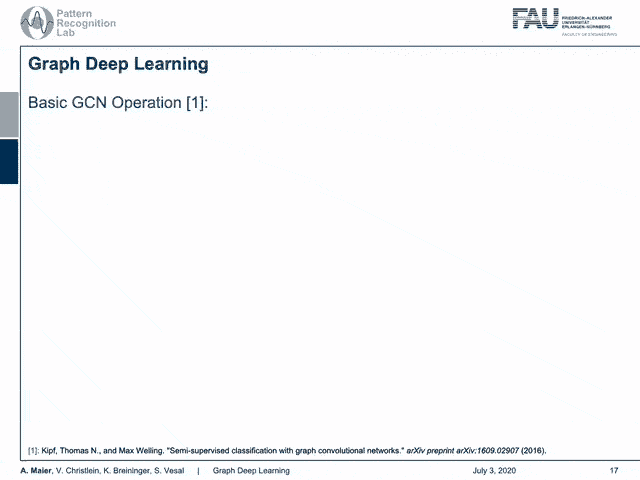 Pattern
Recognition
Lab
FAU
FRIEDRICH-ALEXANDER
UNIVERSITÄT
ERLANGEN-NÜRNBERG
FACULTY OF ENGINEERING
Graph Deep Learning
Basic GCN Operation [1]:
[1]: Kipf, Thomas N., and Max Welling. "Semi-supervised classification with graph convolutional networks." arXiv preprint arXiv:1609.02907 (2016).
A. Maier, V. Christlein, K. Breininger, S. Vesal | Graph Deep Learning July 3, 2020 17